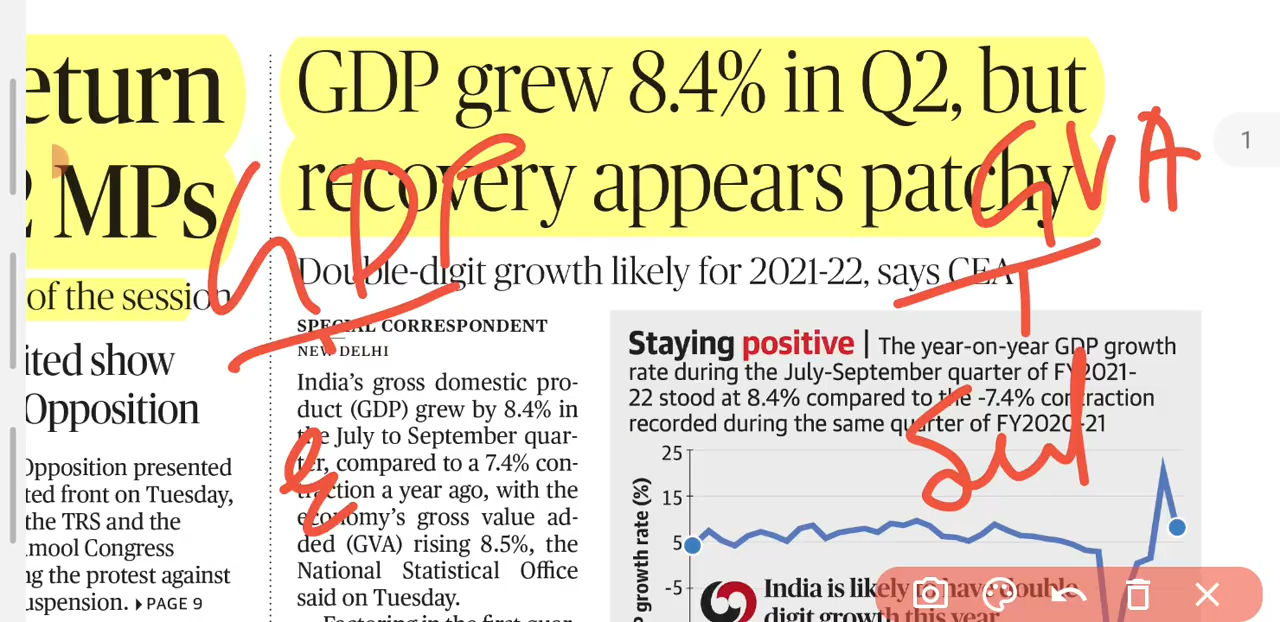 eturn
2 MPs
of the session
ited show
Opposition
Opposition presented
ted front on Tuesday,
the TRS and the
mool Congress
ng the protest against
uspension. PAGE 9
GDP grew 8.4% in Q2, but
recovery appears patchy
Double-digit growth likely for 2021-22, says CEA
SPECIAL CORRESPONDENT
NEW DELHI
India's gross domestic pro-
duct (GDP) grew by 8.4% in
the July to September quar-
ter, compared to a 7.4% con-
traction a year ago, with the
economy's gross value ad-
ded (GVA) rising 8.5%, the
National Statistical Office
said on Tuesday.
Factoring in the first quar-
Staying positive | The year-on-year GDP growth
rate during the July-September quarter of FY2021-
22 stood at 8.4% compared to the -7.4% contraction
recorded during the same quarter of FY2020-21
25
15
5
-5
growth rate (%)
India is likely to have double
digit growth this year
GDP
GVA
1